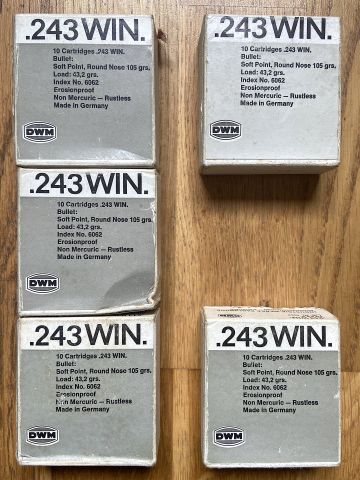 .243 WIN.
10 Cartridges .243 WIN.
Bullet:
Soft Point, Round Nose 105 grs.
Load: 43,2 grs.
Index No. 6062
Erosionproof
Non Mercuric — Rustless
Made in Germany
DWM
.243 WIN.
10 Cartridges .243 WIN.
Bullet:
Soft Point, Round Nose 105 grs.
Load: 43,2 grs.
Index No. 6062
Erosionproof
Non Mercuric — Rustless
Made in Germany
DWM
.243 WIN.
10 Cartridges .243 WIN.
Bullet:
Soft Point, Round Nose 105 grs.
Load: 43,2 grs.
Index No. 6062
Erosionproof
Non Mercuric — Rustless
Made in Germany
DWM
.243 WIN.
10 Cartridges .243 WIN.
Bullet:
Soft Point, Round Nose 105 grs.
Load: 43,2 grs.
Index No. 6062
Erosionproof
Non Mercuric — Rustless
Made in Germany
DWM
.243 WIN.
10 Cartridges .243 WIN.
Bullet:
Soft Point, Round Nose 105 grs.
Load: 43,2 grs.
Index No. 6062
Erosionproof
Non Mercuric — Rustless
Made in Germany
DWM